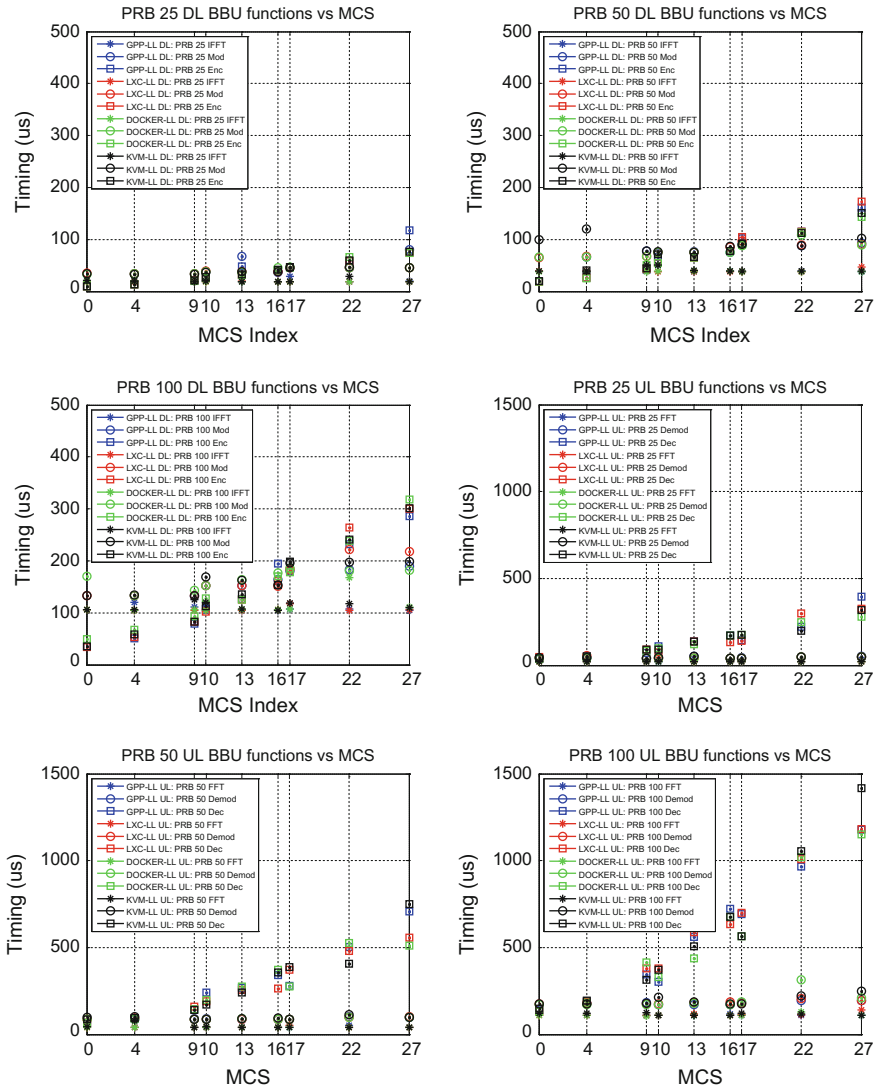 PRB 25 DL BBU functions vs MCS
500
400
300
200
100
0
Timing (us)
GPP-LL DL: PRB 25 IFFT
GPP-LL DL: PRB 25 Mod
GPP-LL DL: PRB 25 Enc
LXC-LL DL: PRB 25 IFFT
LXC-LL DL: PRB 25 Mod
LXC-LL DL: PRB 25 Enc
DOCKER-LL DL: PRB 25 IFFT
DOCKER-LL DL: PRB 25 Mod
DOCKER-LL DL: PRB 25 Enc
KVM-LL DL: PRB 25 IFFT
KVM-LL DL: PRB 25 Mod
KVM-LL DL: PRB 25 Enc
0 4 9 10 13 16 17 22 27
MCS Index
PRB 50 DL BBU functions vs MCS
500
400
300
200
100
0
Timing (us)
GPP-LL DL: PRB 50 IFFT
GPP-LL DL: PRB 50 Mod
GPP-LL DL: PRB 50 Enc
LXC-LL DL: PRB 50 IFFT
LXC-LL DL: PRB 50 Mod
LXC-LL DL: PRB 50 Enc
DOCKER-LL DL: PRB 50 IFFT
DOCKER-LL DL: PRB 50 Mod
DOCKER-LL DL: PRB 50 Enc
KVM-LL DL: PRB 50 IFFT
KVM-LL DL: PRB 50 Mod
KVM-LL DL: PRB 50 Enc
0 4 9 10 13 16 17 22 27
MCS Index
PRB 100 DL BBU functions vs MCS
500
400
300
200
100
0
Timing (us)
GPP-LL DL: PRB 100 IFFT
GPP-LL DL: PRB 100 Mod
GPP-LL DL: PRB 100 Enc
LXC-LL DL: PRB 100 IFFT
LXC-LL DL: PRB 100 Mod
LXC-LL DL: PRB 100 Enc
DOCKER-LL DL: PRB 100 IFFT
DOCKER-LL DL: PRB 100 Mod
DOCKER-LL DL: PRB 100 Enc
KVM-LL DL: PRB 100 IFFT
KVM-LL DL: PRB 100 Mod
KVM-LL DL: PRB 100 Enc
0 4 9 10 13 16 17 22 27
MCS Index
PRB 25 UL BBU functions vs MCS
1500
1000
500
0
Timing (us)
GPP-LL UL: PRB 25 FFT
GPP-LL UL: PRB 25 Demod
GPP-LL UL: PRB 25 Dec
LXC-LL UL: PRB 25 FFT
LXC-LL UL: PRB 25 Demod
LXC-LL UL: PRB 25 Dec
DOCKER-LL UL: PRB 25 FFT
DOCKER-LL UL: PRB 25 Demod
DOCKER-LL UL: PRB 25 Dec
KVM-LL UL: PRB 25 FFT
KVM-LL UL: PRB 25 Demod
KVM-LL UL: PRB 25 Dec
0 4 9 10 13 16 17 22 27
MCS
PRB 50 UL BBU functions vs MCS
1500
1000
500
0
Timing (us)
GPP-LL UL: PRB 50 FFT
GPP-LL UL: PRB 50 Demod
GPP-LL UL: PRB 50 Dec
LXC-LL UL: PRB 50 FFT
LXC-LL UL: PRB 50 Demod
LXC-LL UL: PRB 50 Dec
DOCKER-LL UL: PRB 50 FFT
DOCKER-LL UL: PRB 50 Demod
DOCKER-LL UL: PRB 50 Dec
KVM-LL UL: PRB 50 FFT
KVM-LL UL: PRB 50 Demod
KVM-LL UL: PRB 50 Dec
0 4 9 10 13 16 17 22 27
MCS
PRB 100 UL BBU functions vs MCS
1500
1000
500
0
Timing (us)
GPP-LL UL: PRB 100 FFT
GPP-LL UL: PRB 100 Demod
GPP-LL UL: PRB 100 Dec
LXC-LL UL: PRB 100 FFT
LXC-LL UL: PRB 100 Demod
LXC-LL UL: PRB 100 Dec
DOCKER-LL UL: PRB 100 FFT
DOCKER-LL UL: PRB 100 Demod
DOCKER-LL UL: PRB 100 Dec
KVM-LL UL: PRB 100 FFT
KVM-LL UL: PRB 100 Demod
KVM-LL UL: PRB 100 Dec
0 4 9 10 13 16 17 22 27
MCS